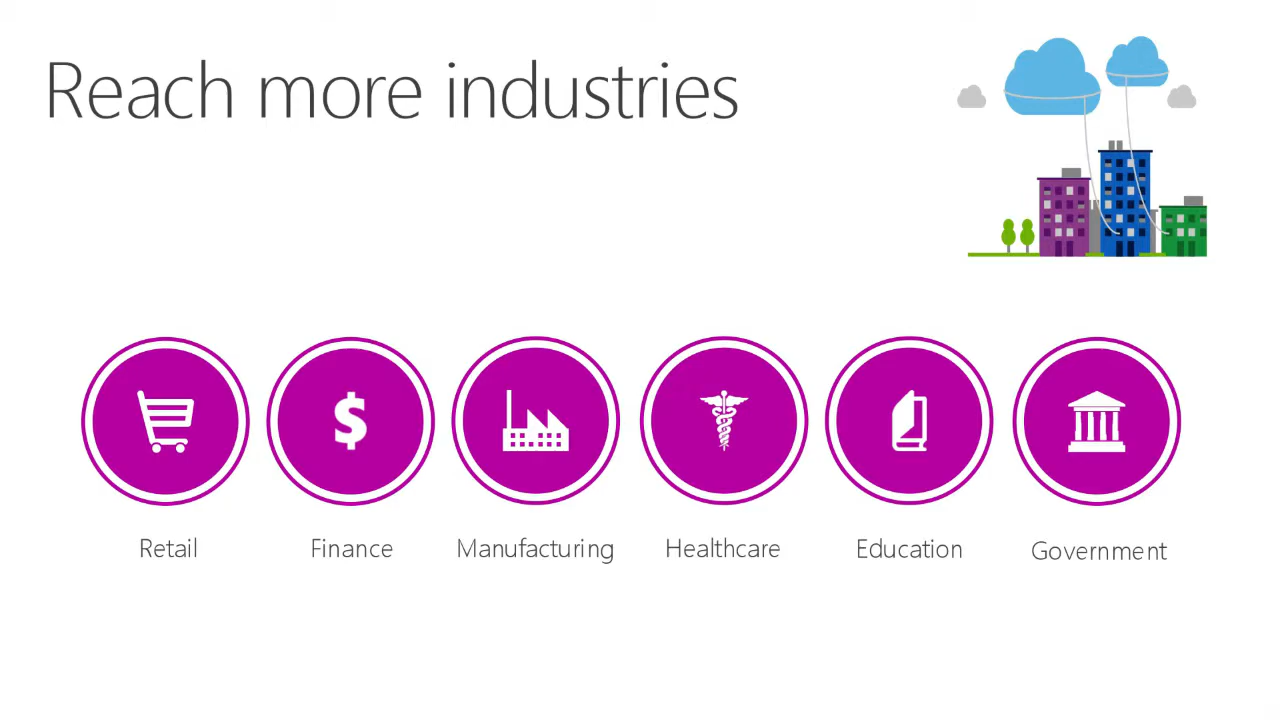 Reach more industries
Retail
Finance
Manufacturing
Healthcare
Education
Government